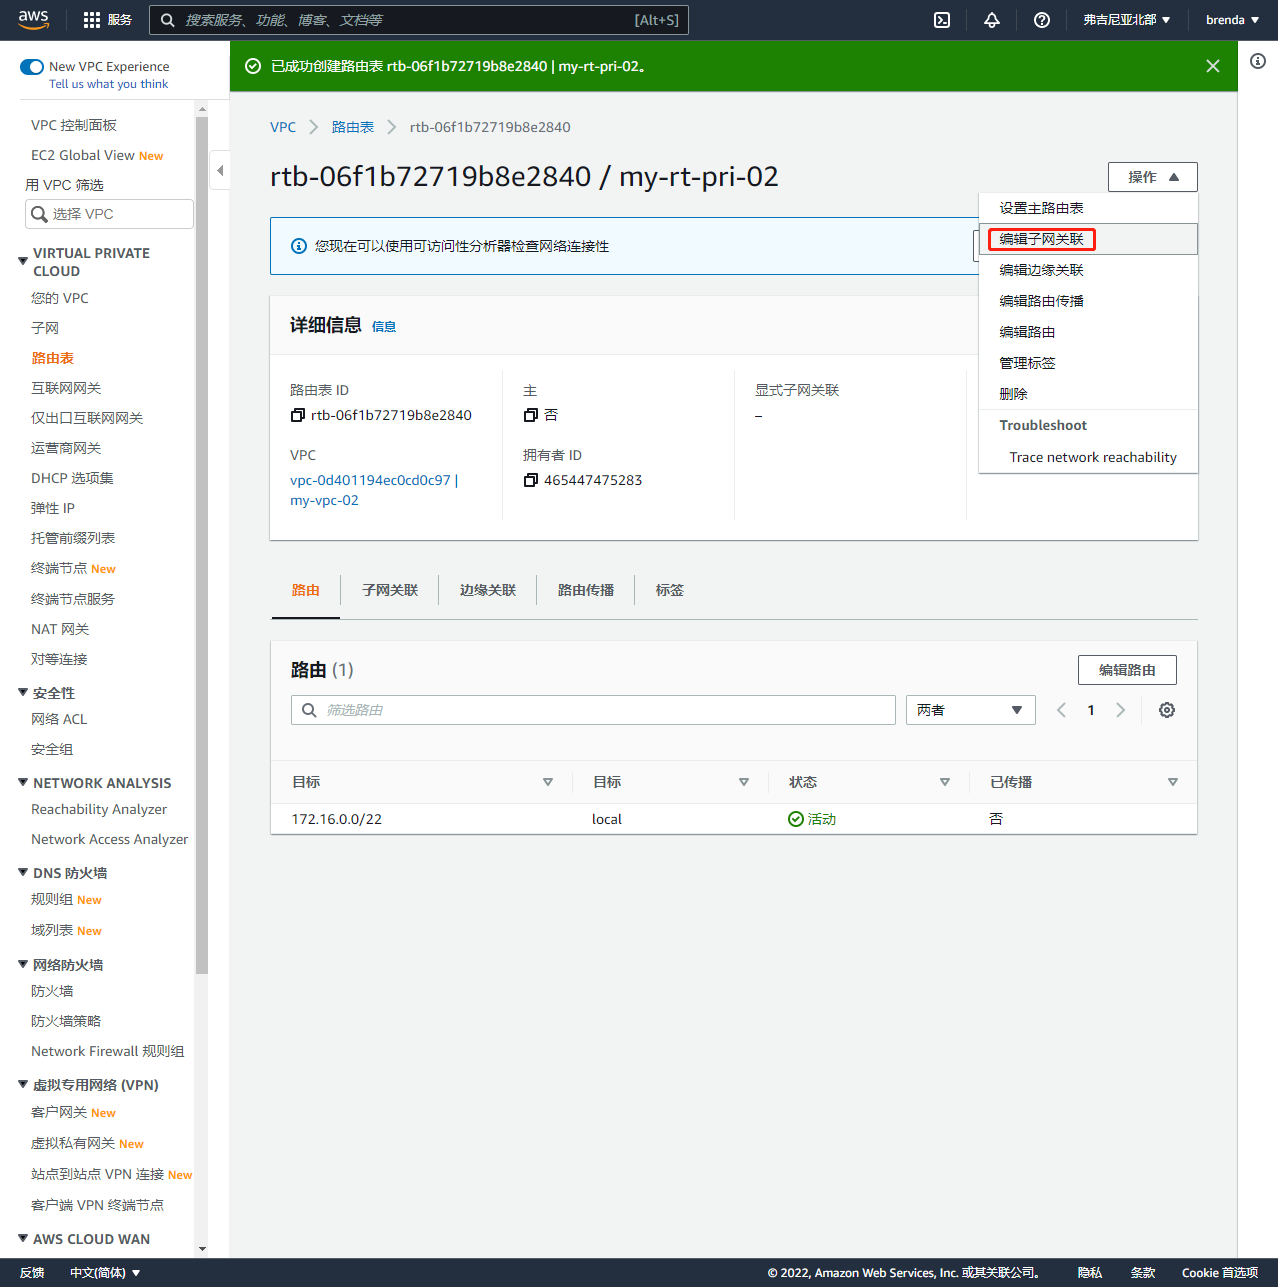 aws
服务
搜索服务、功能、博客、文档等
[Alt+S]
弗吉尼亚北部
brenda
New VPC Experience
Tell us what you think
VPC 控制面板
EC2 Global View New
用 VPC 筛选
选择 VPC
VIRTUAL PRIVATE
CLOUD
您的 VPC
子网
路由表
互联网网关
仅出口互联网网关
运营商网关
DHCP 选项集
弹性 IP
托管前缀列表
终端节点 New
终端节点服务
NAT 网关
对等连接
安全性
网络 ACL
安全组
NETWORK ANALYSIS
Reachability Analyzer
Network Access Analyzer
DNS 防火墙
规则组 New
域列表 New
网络防火墙
防火墙
防火墙策略
Network Firewall 规则组
虚拟专用网络 (VPN)
客户网关 New
虚拟私有网关 New
站点到站点 VPN 连接 New
客户端 VPN 终端节点
AWS CLOUD WAN
已成功创建路由表 rtb-06f1b72719b8e2840 | my-rt-pri-02。
VPC
路由表
rtb-06f1b72719b8e2840
rtb-06f1b72719b8e2840 / my-rt-pri-02
操作
设置主路由表
编辑子网关联
编辑边缘关联
编辑路由传播
编辑路由
管理标签
删除
Troubleshoot
Trace network reachability
您现在可以使用可访问性分析器检查网络连接性
详细信息 信息
路由表 ID
rtb-06f1b72719b8e2840
主
否
显式子网关联
–
VPC
vpc-0d401194ec0cd0c97 |
my-vpc-02
拥有者 ID
465447475283
路由
子网关联
边缘关联
路由传播
标签
路由 (1)
编辑路由
筛选路由
两者
1
目标
目标
状态
已传播
172.16.0.0/22
local
活动
否
反馈
中文(简体)
© 2022, Amazon Web Services, Inc. 或其关联公司。
隐私
条款
Cookie 首选项